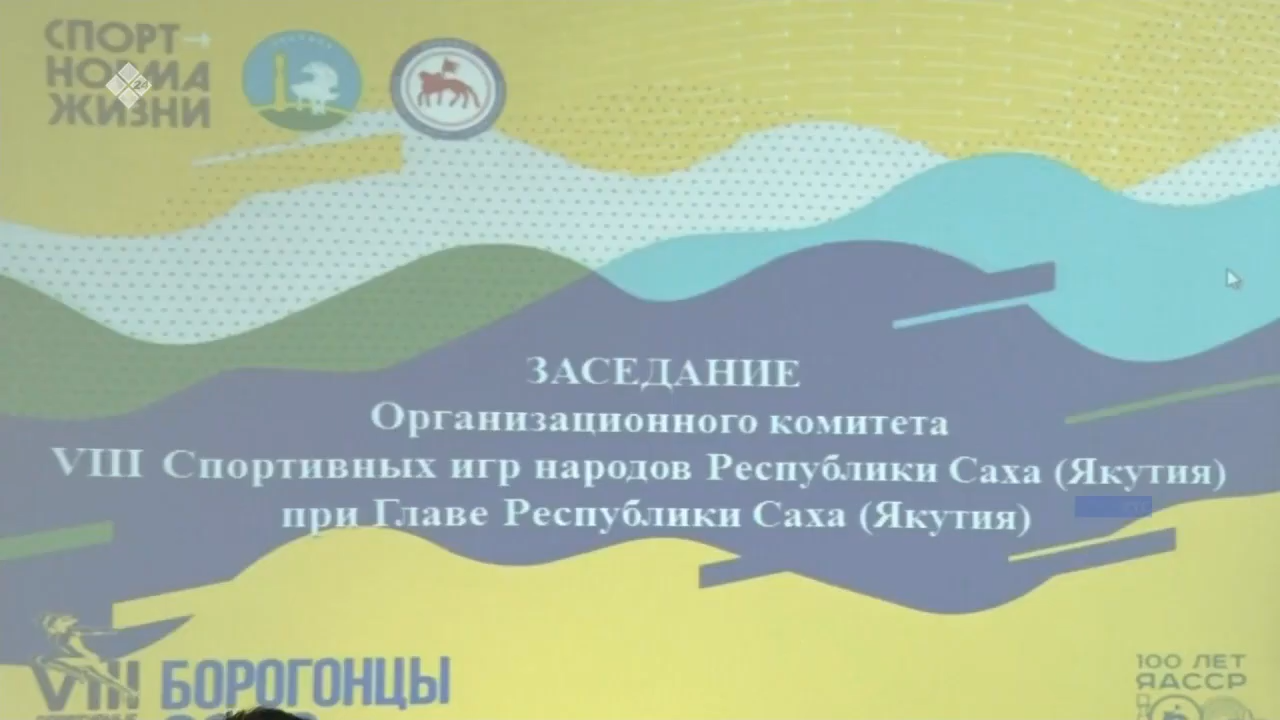 СПОРТ
НОРМА
ЖИЗНИ
24
ЗАСЕДАНИЕ
Организационного комитета
VIII Спортивных игр народов Республики Саха (Якутия)
при Главе Республики Саха (Якутия)
VIII БОРОГОНЦЫ
100 ЛЕТ
ЯАССР